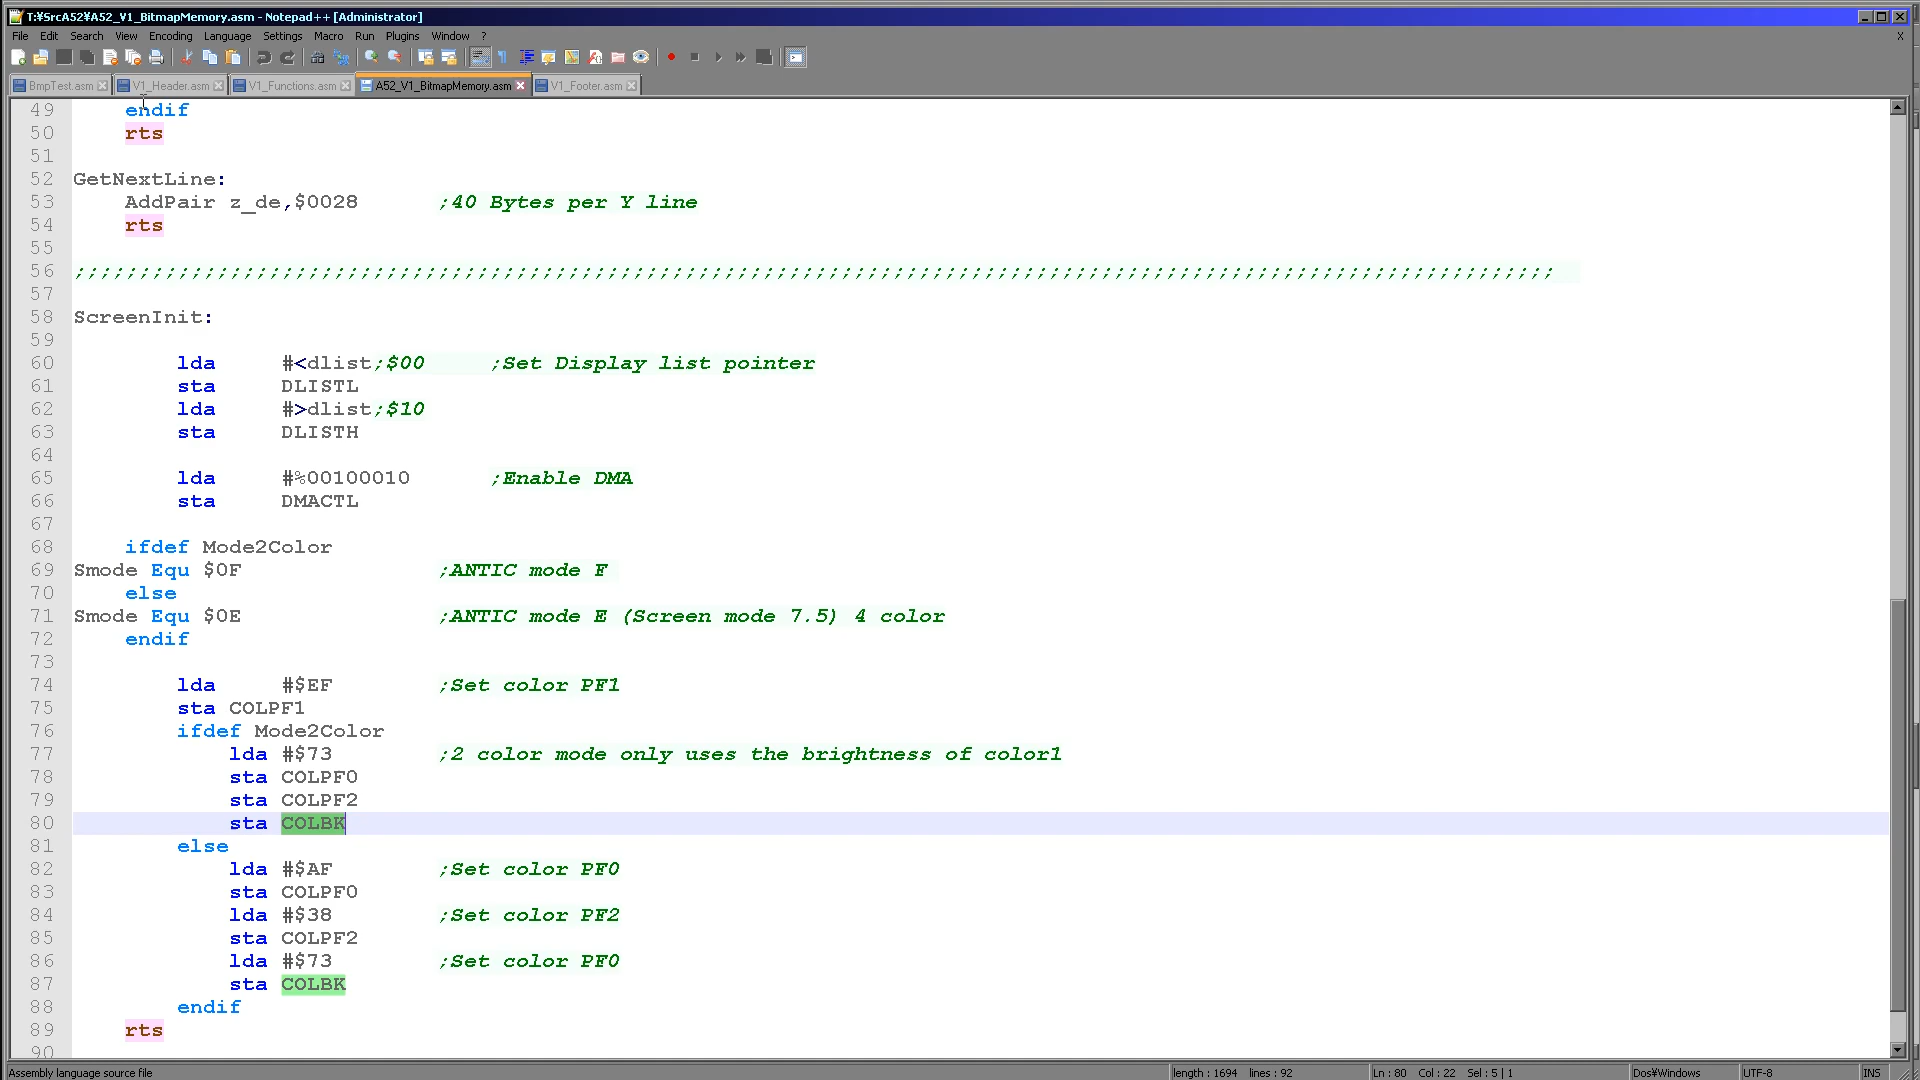 T:¥SrcA52¥A52_V1_BitmapMemory.asm - Notepad++ [Administrator]
File Edit Search View Encoding Language Settings Macro Run Plugins Window ? X
BmpTest.asm V1_Header.asm V1_Functions.asm A52_V1_BitmapMemory.asm V1_Footer.asm
49 endif
50 rts
51
52 GetNextLine:
53 AddPair z_de,$0028 ;40 Bytes per Y line
54 rts
55
56 ;;;;;;;;;;;;;;;;;;;;;;;;;;;;;;;;;;;;;;;;;;;;;;;;;;;;;;;;;;;;;;;;;;;;;;;;;;;;;;;;;;;;;;;;;;;;;;;;;;;;;;;;;;;;;;;;;;
57
58 ScreenInit:
59
60 lda #<dlist;$00 ;Set Display list pointer
61 sta DLISTL
62 lda #>dlist;$10
63 sta DLISTH
64
65 lda #%00100010 ;Enable DMA
66 sta DMACTL
67
68 ifdef Mode2Color
69 Smode Equ $0F ;ANTIC mode F
70 else
71 Smode Equ $0E ;ANTIC mode E (Screen mode 7.5) 4 color
72 endif
73
74 lda #$EF ;Set color PF1
75 sta COLPF1
76 ifdef Mode2Color
77 lda #$73 ;2 color mode only uses the brightness of color1
78 sta COLPF0
79 sta COLPF2
80 sta COLBK
81 else
82 lda #$AF ;Set color PF0
83 sta COLPF0
84 lda #$38 ;Set color PF2
85 sta COLPF2
86 lda #$73 ;Set color PF0
87 sta COLBK
88 endif
89 rts
90
Assembly language source file length : 1694 lines : 92 Ln : 80 Col : 22 Sel : 5 | 1 Dos¥Windows UTF-8 INS